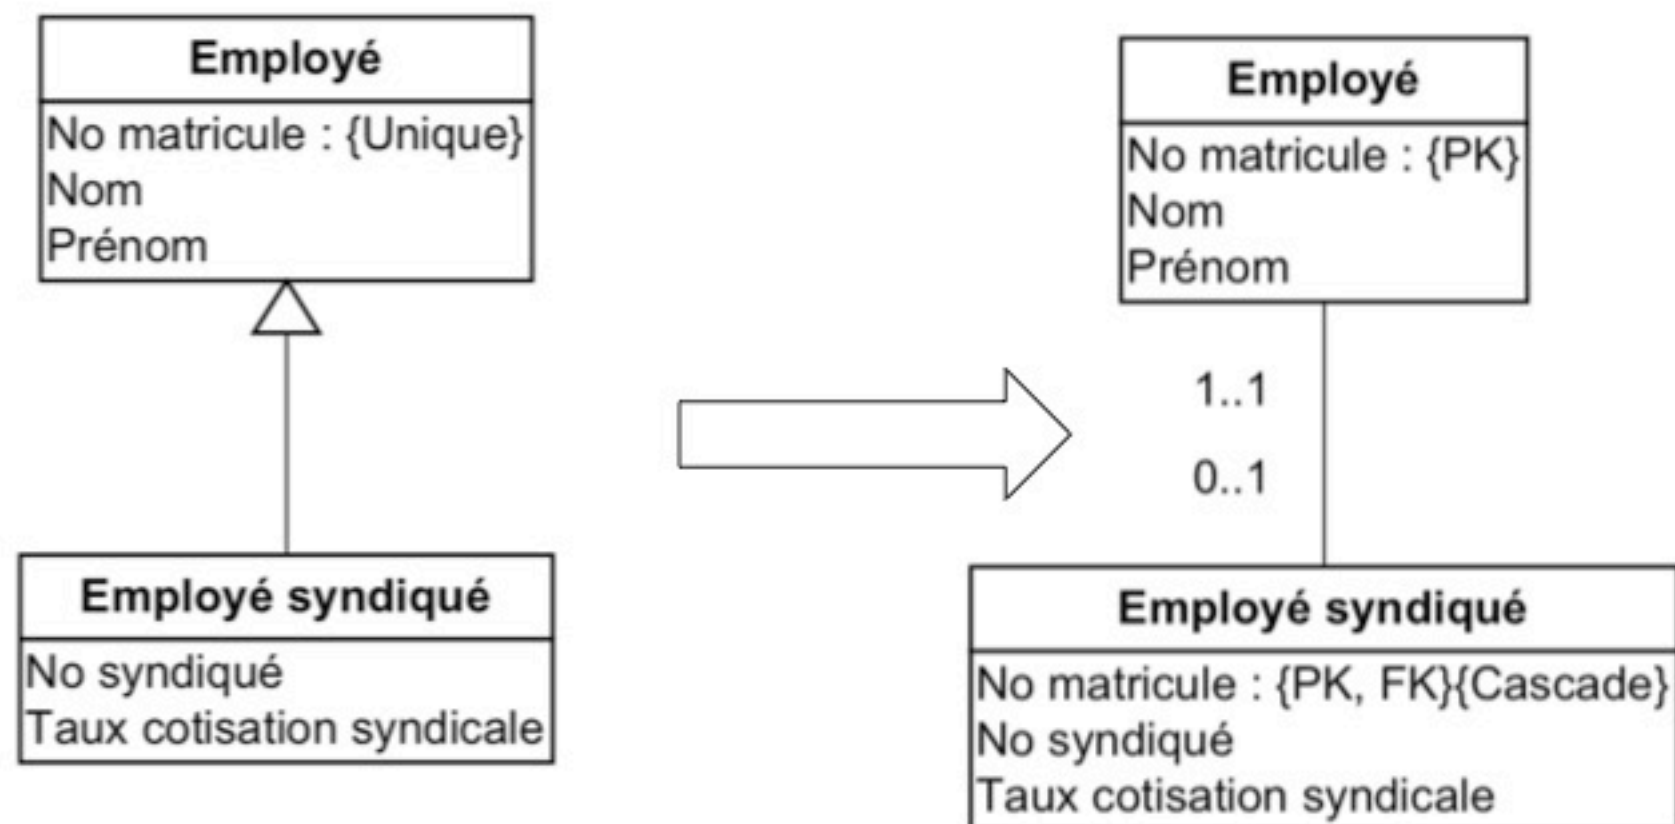 Employé
No matricule : {Unique}
Nom
Prénom
Employé syndiqué
No syndiqué
Taux cotisation syndicale
Employé
No matricule : {PK}
Nom
Prénom
1..1
0..1
Employé syndiqué
No matricule : {PK, FK}{Cascade}
No syndiqué
Taux cotisation syndicale